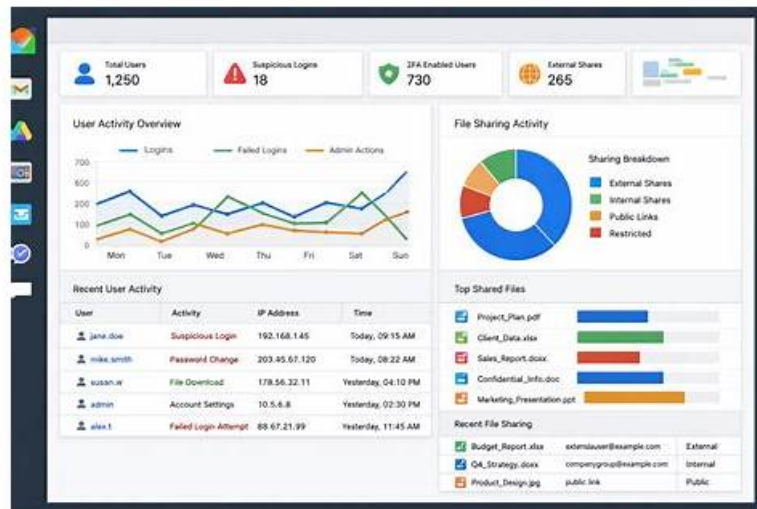 Total Users
1,250
Suspicious Logins
18
2FA Enabled Users
730
External Shares
265
User Activity Overview
Logins
Failed Logins
Admin Actions
700
600
200
100
0
Mon Tue Wed Thu Fri Sat Sun
File Sharing Activity
Sharing Breakdown
External Shares
Internal Shares
Public Links
Restricted
Recent User Activity
User Activity IP Address Time
jane.doe Suspicious Login 192.168.1.45 Today, 09:15 AM
mike.smith Password Change 203.45.67.120 Today, 08:22 AM
susan.w File Download 178.56.32.11 Yesterday, 04:10 PM
admin Account Settings 10.5.6.8 Yesterday, 02:30 PM
alex.t Failed Login Attempt 88.67.21.99 Yesterday, 11:45 AM
Top Shared Files
Project_Plan.pdf
Client_Data.xlsx
Sales_Report.docx
Confidential_Info.doc
Marketing_Presentation.ppt
Recent File Sharing
Budget_Report.xlsx External
Q4_Strategy.docx companygroup@example.com Internal
Product_Design.jpg public link Public